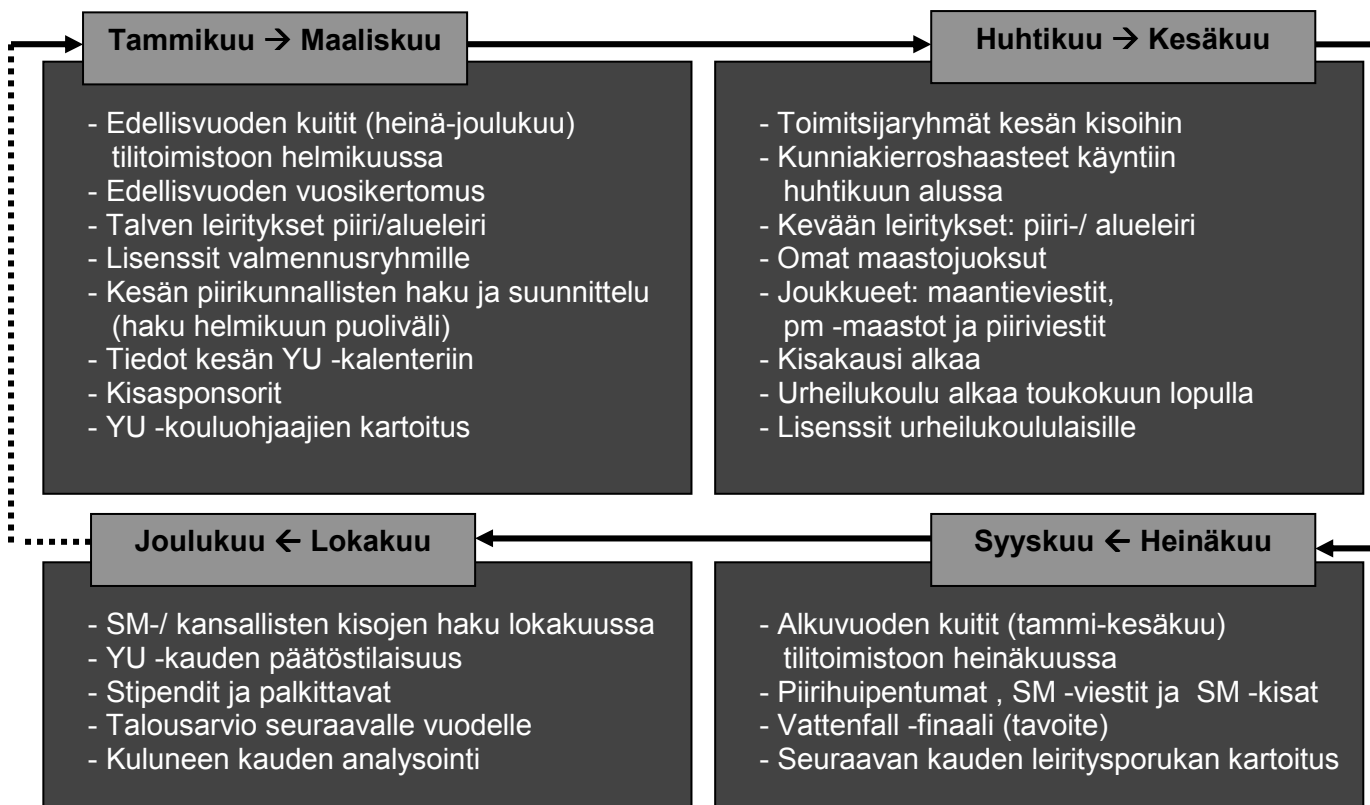 Tammikuu → Maaliskuu
- Edellisvuoden kuitit (heinä-joulukuu)
tilitoimistoon helmikuussa
- Edellisvuoden vuosikertomus
- Talven leiritykset piiri/alueleiri
- Lisenssit valmennusryhmille
- Kesän piirikunnallisten haku ja suunnittelu
(haku helmikuun puoliväli)
- Tiedot kesän YU -kalenteriin
- Kisasponsorit
- YU -kouluohjaajien kartoitus
Huhtikuu → Kesäkuu
- Toimitsijaryhmät kesän kisoihin
- Kunniakierroshaasteet käyntiin
huhtikuun alussa
- Kevään leiritykset: piiri-/ alueleiri
- Omat maastojuoksut
- Joukkueet: maantieviestit,
pm -maastot ja piiriviestit
- Kisakausi alkaa
- Urheilukoulu alkaa toukokuun lopulla
- Lisenssit urheilukoululaisille
Joulukuu ← Lokakuu
- SM-/ kansallisten kisojen haku lokakuussa
- YU -kauden päätöstilaisuus
- Stipendit ja palkittavat
- Talousarvio seuraavalle vuodelle
- Kuluneen kauden analysointi
Syyskuu ← Heinäkuu
- Alkuvuoden kuitit (tammi-kesäkuu)
tilitoimistoon heinäkuussa
- Piirihuipentumat , SM -viestit ja  SM -kisat
- Vattenfall -finaali (tavoite)
- Seuraavan kauden leiritysporukan kartoitus